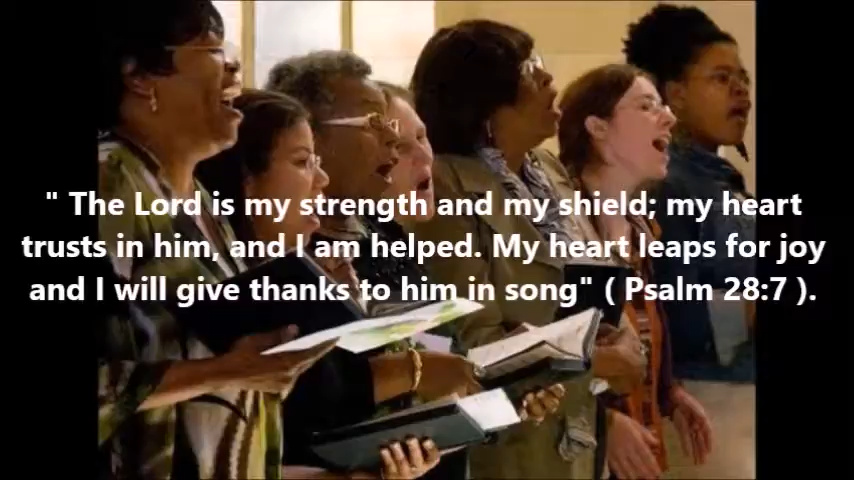 " The Lord is my strength and my shield; my heart
trusts in him, and I am helped. My heart leaps for joy
and I will give thanks to him in song" ( Psalm 28:7 ).